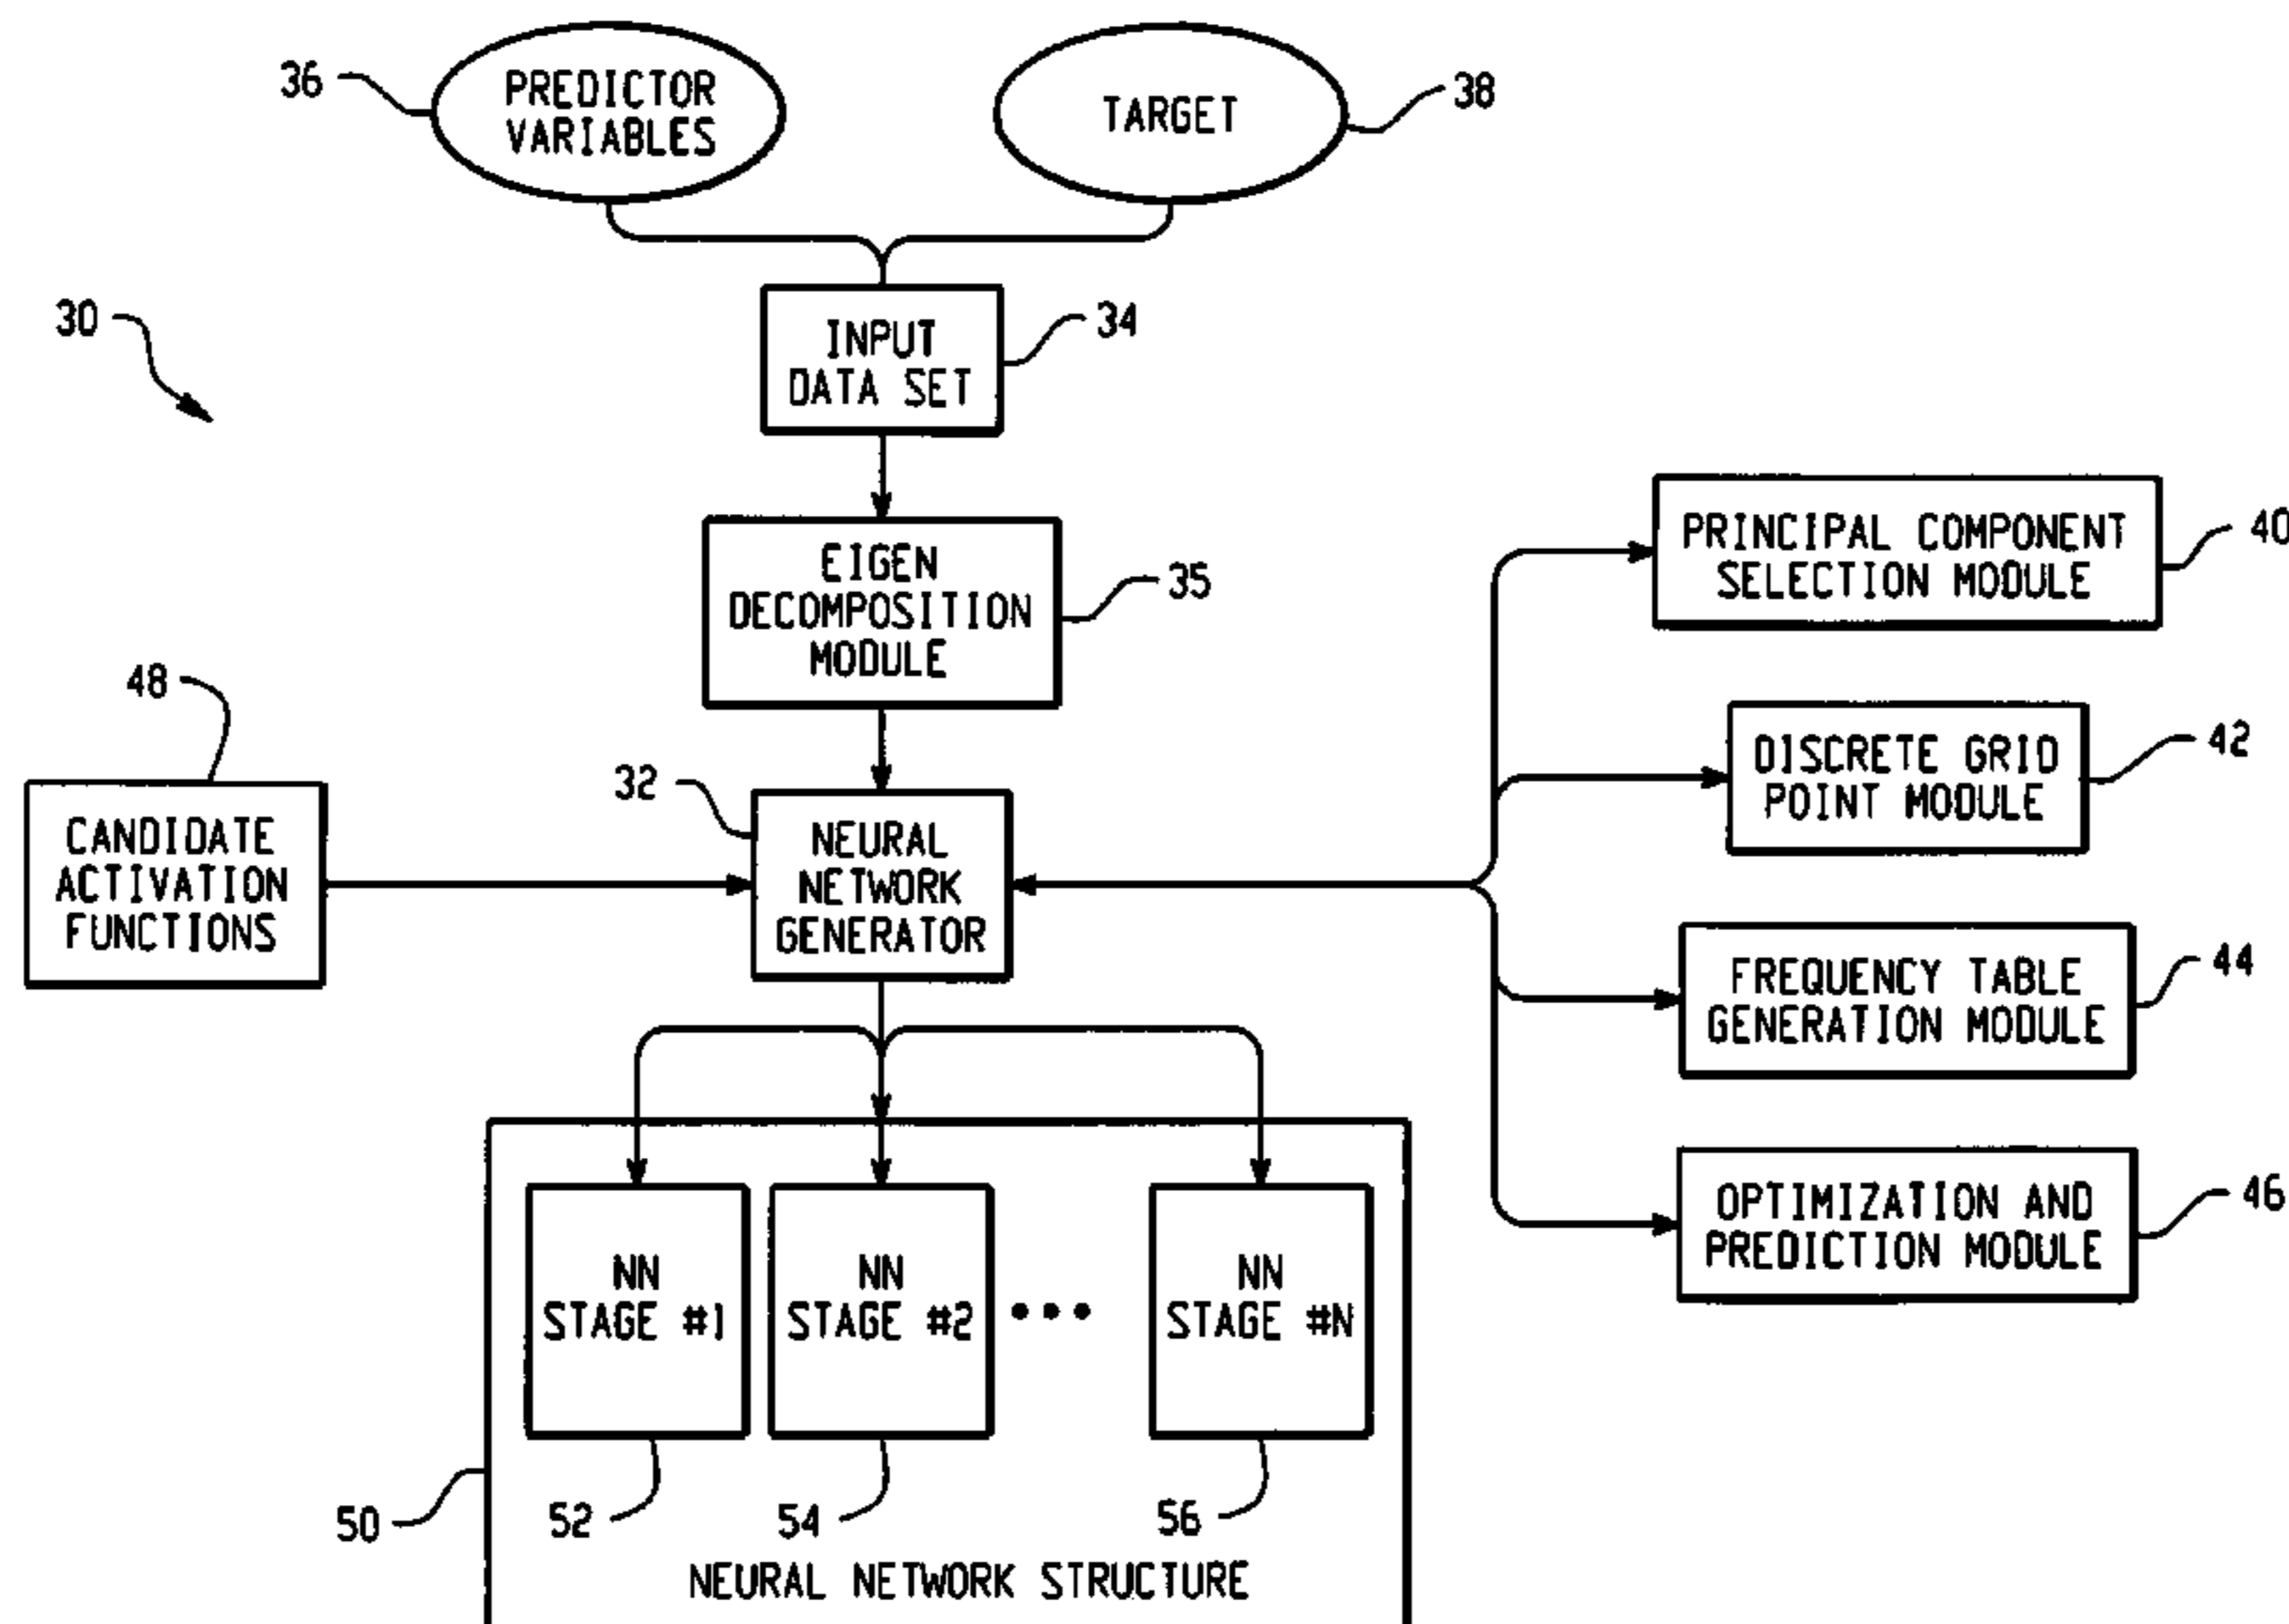 36
PREDICTOR
VARIABLES
TARGET
38
30
INPUT
DATA SET
34
EIGEN
DECOMPOSITION
MODULE
35
PRINCIPAL COMPONENT
SELECTION MODULE
40
48
CANDIDATE
ACTIVATION
FUNCTIONS
32
NEURAL
NETWORK
GENERATOR
DISCRETE GRID
POINT MODULE
42
FREQUENCY TABLE
GENERATION MODULE
44
OPTIMIZATION AND
PREDICTION MODULE
46
NN
STAGE #1
NN
STAGE #2
•••
NN
STAGE #N
50
52
54
56
NEURAL NETWORK STRUCTURE